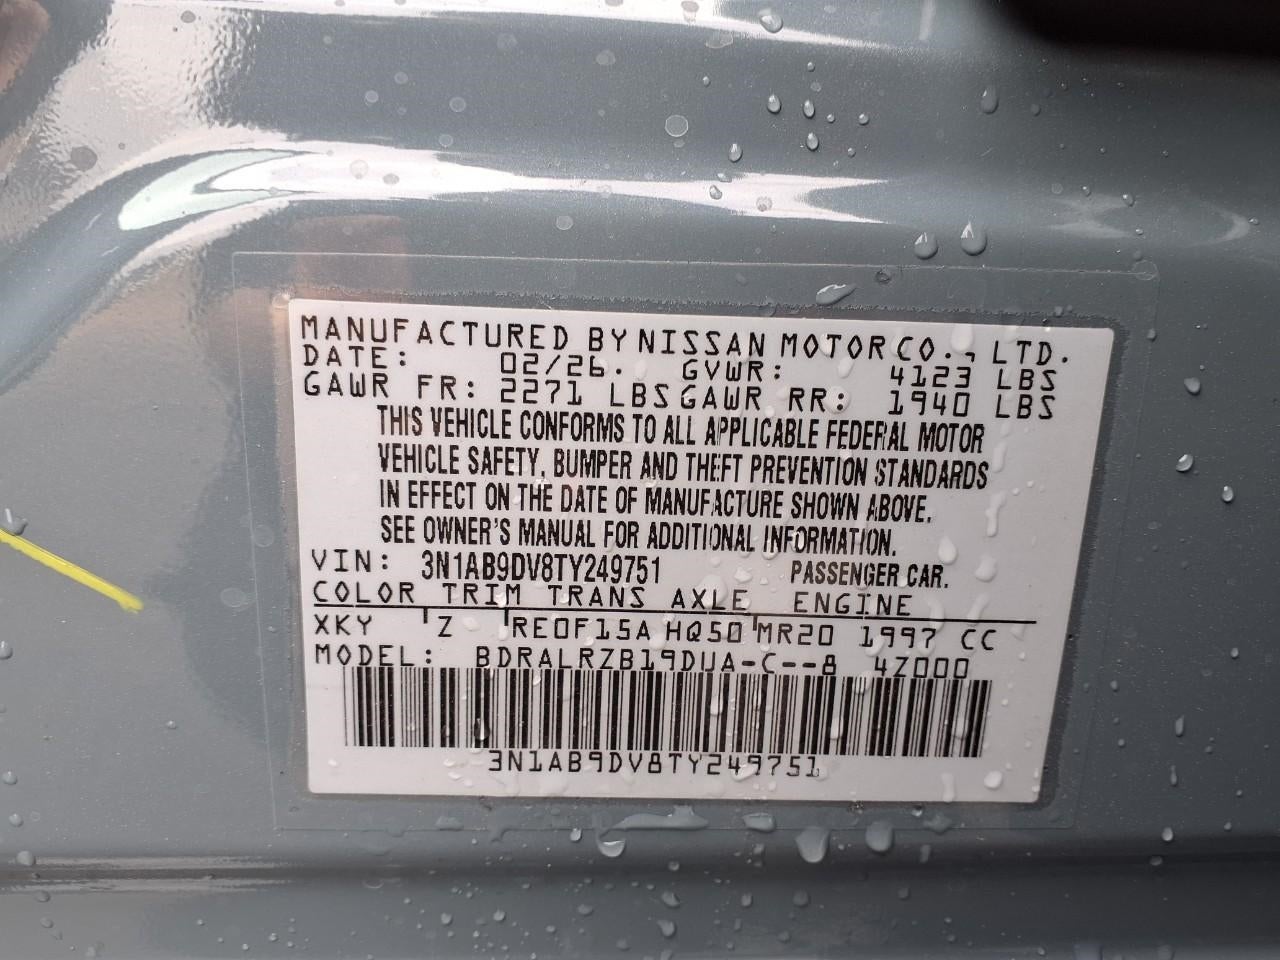 MANUFACTURED BY NISSAN MOTOR CO., LTD.
DATE: 02/26. GVWR: 4123 LBS
GAWR FR: 2271 LBS GAWR RR: 1940 LBS
THIS VEHICLE CONFORMS TO ALL APPLICABLE FEDERAL MOTOR
VEHICLE SAFETY, BUMPER AND THEFT PREVENTION STANDARDS
IN EFFECT ON THE DATE OF MANUFACTURE SHOWN ABOVE.
SEE OWNER'S MANUAL FOR ADDITIONAL INFORMATION.
VIN: 3N1AB9DV8TY249751 PASSENGER CAR.
COLOR TRIM TRANS AXLE ENGINE
XKY Z RE0F15A HQ50 MR20 1997 CC
MODEL: BDRALRZB19DUA-C--8 4Z000
3N1AB9DV8TY249751